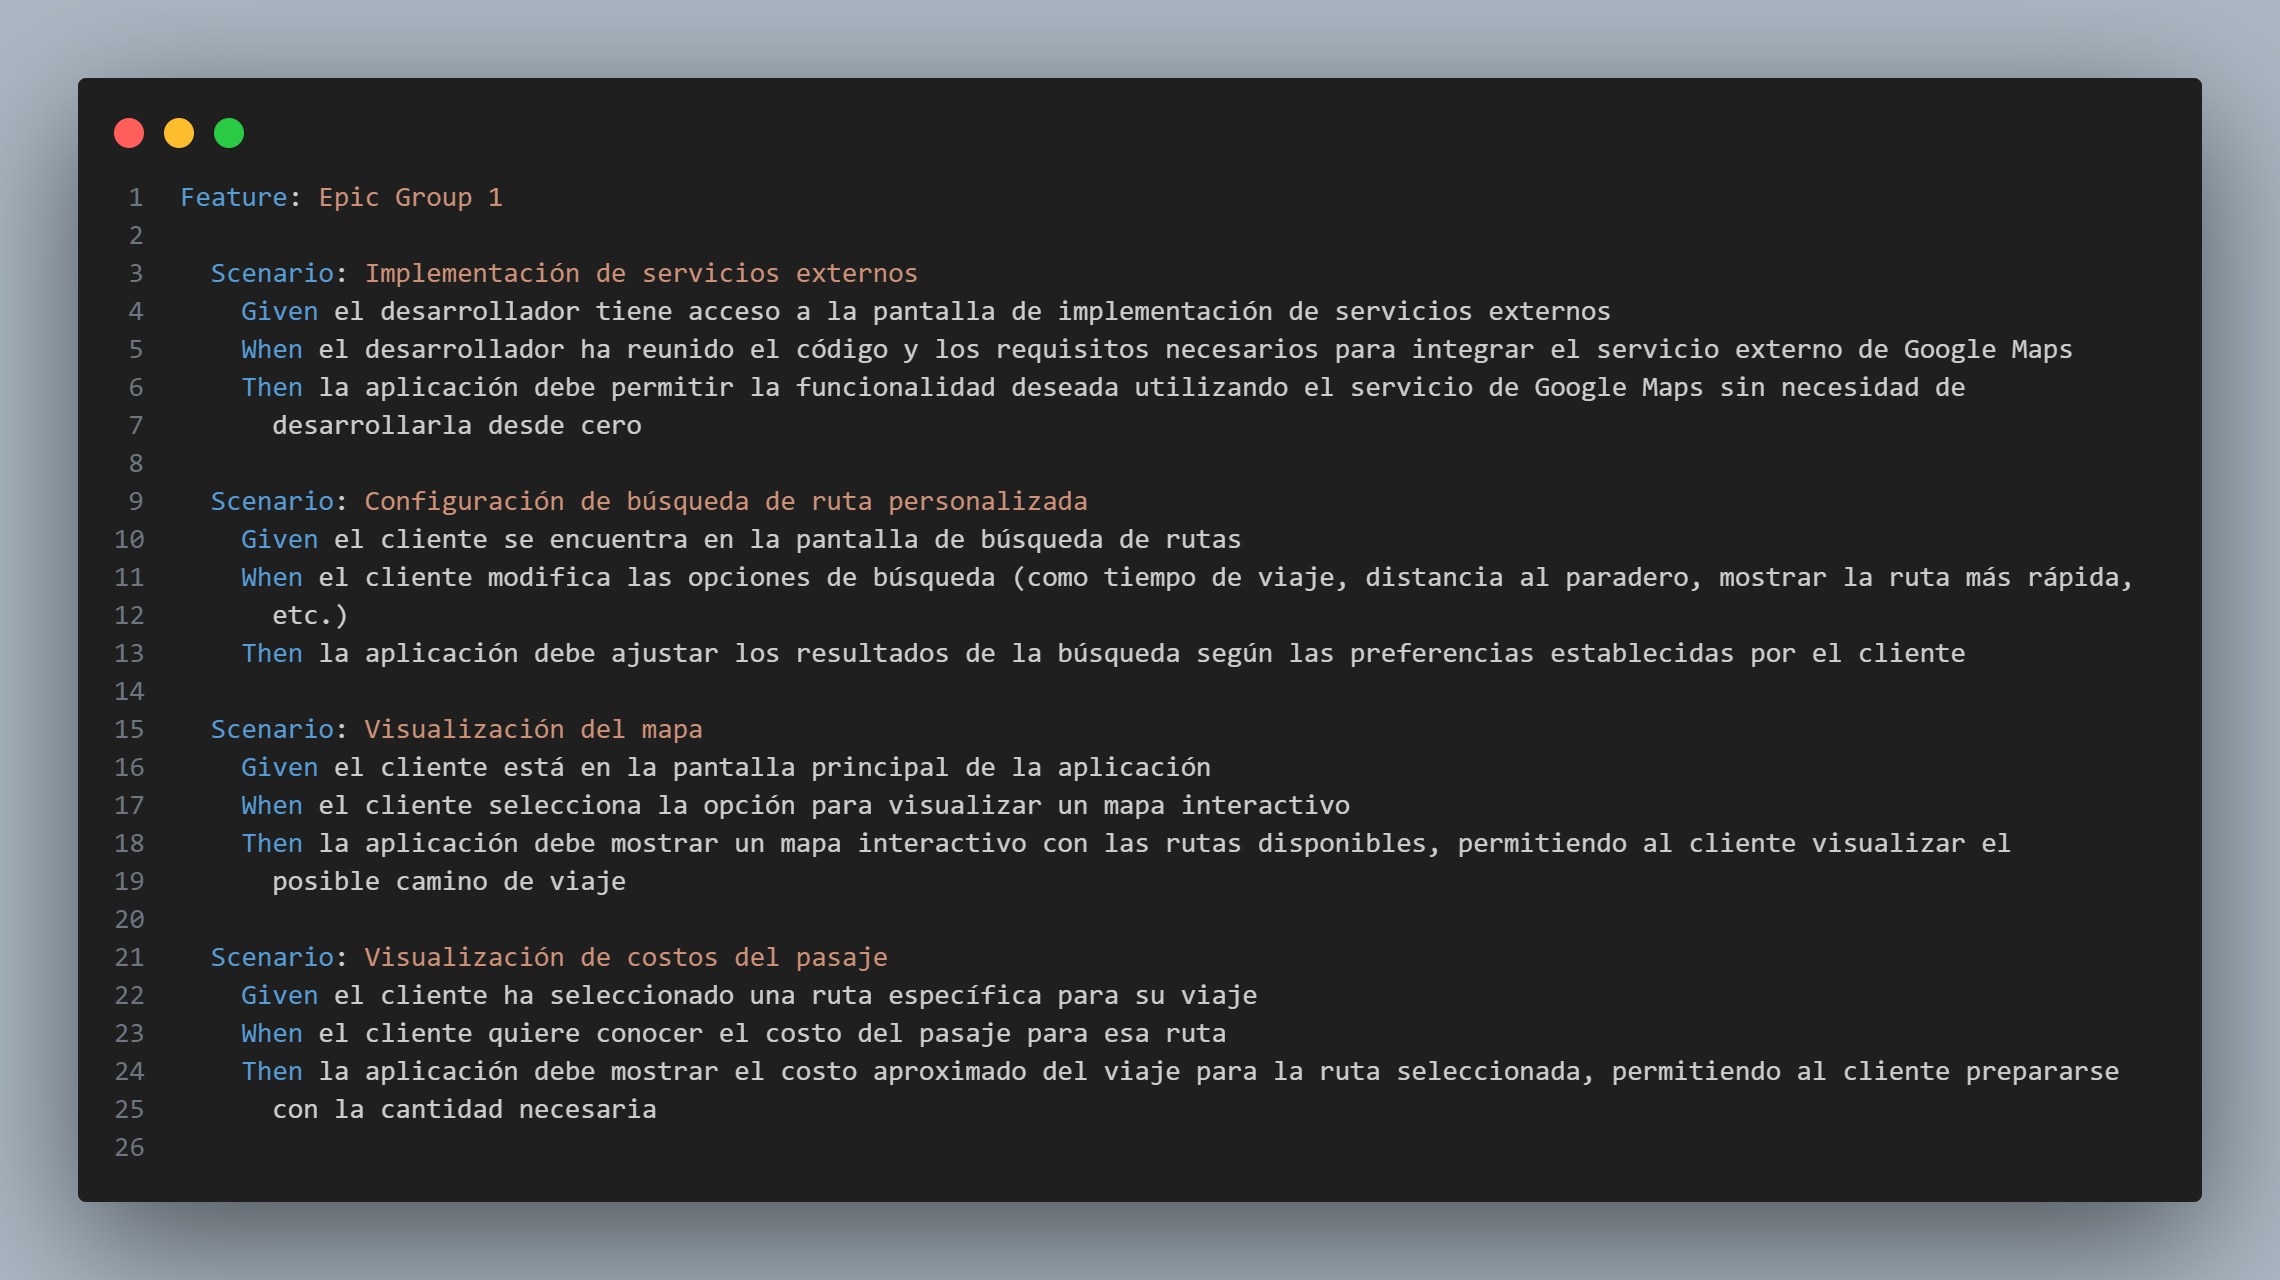 1 Feature: Epic Group 1
2
3 Scenario: Implementación de servicios externos
4 Given el desarrollador tiene acceso a la pantalla de implementación de servicios externos
5 When el desarrollador ha reunido el código y los requisitos necesarios para integrar el servicio externo de Google Maps
6 Then la aplicación debe permitir la funcionalidad deseada utilizando el servicio de Google Maps sin necesidad de
7 desarrollarla desde cero
8
9 Scenario: Configuración de búsqueda de ruta personalizada
10 Given el cliente se encuentra en la pantalla de búsqueda de rutas
11 When el cliente modifica las opciones de búsqueda (como tiempo de viaje, distancia al paradero, mostrar la ruta más rápida,
12 etc.)
13 Then la aplicación debe ajustar los resultados de la búsqueda según las preferencias establecidas por el cliente
14
15 Scenario: Visualización del mapa
16 Given el cliente está en la pantalla principal de la aplicación
17 When el cliente selecciona la opción para visualizar un mapa interactivo
18 Then la aplicación debe mostrar un mapa interactivo con las rutas disponibles, permitiendo al cliente visualizar el
19 posible camino de viaje
20
21 Scenario: Visualización de costos del pasaje
22 Given el cliente ha seleccionado una ruta específica para su viaje
23 When el cliente quiere conocer el costo del pasaje para esa ruta
24 Then la aplicación debe mostrar el costo aproximado del viaje para la ruta seleccionada, permitiendo al cliente prepararse
25 con la cantidad necesaria
26